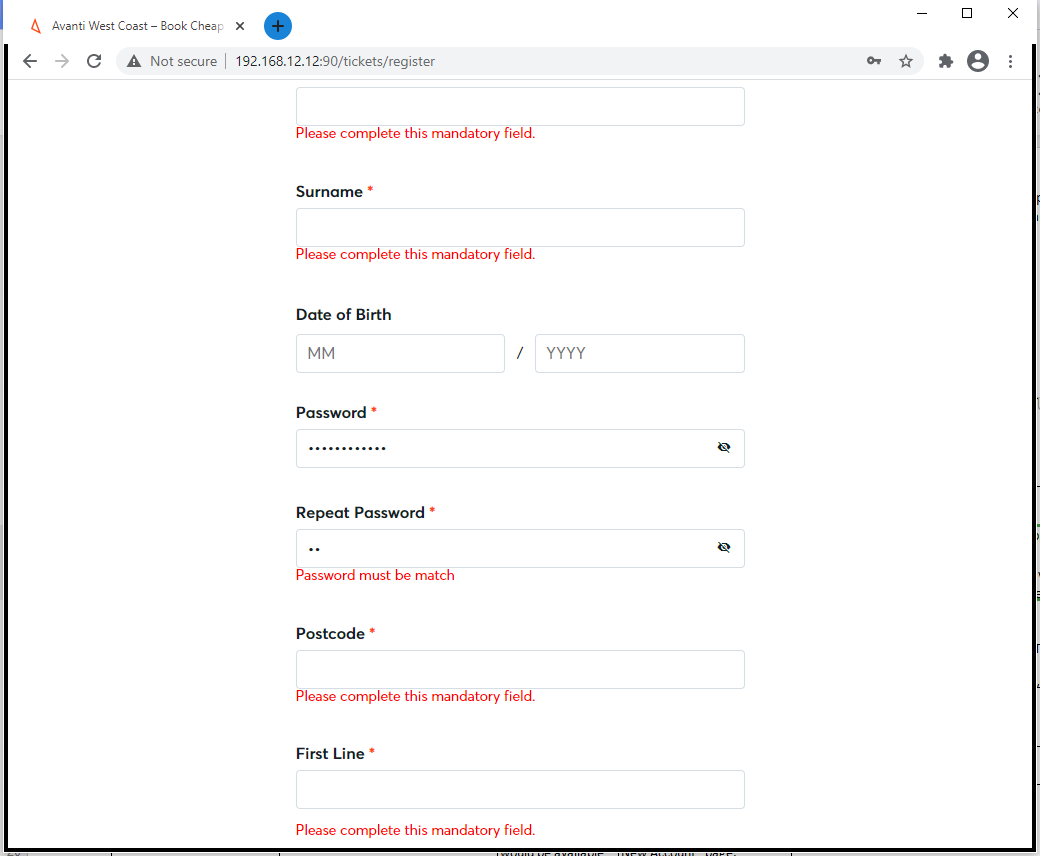 Avanti West Coast – Book Cheap
Not secure 192.168.12.12:90/tickets/register
Please complete this mandatory field.
Surname *
Please complete this mandatory field.
Date of Birth
MM / YYYY
Password *
••••••••••••
Repeat Password *
••
Password must be match
Postcode *
Please complete this mandatory field.
First Line *
Please complete this mandatory field.